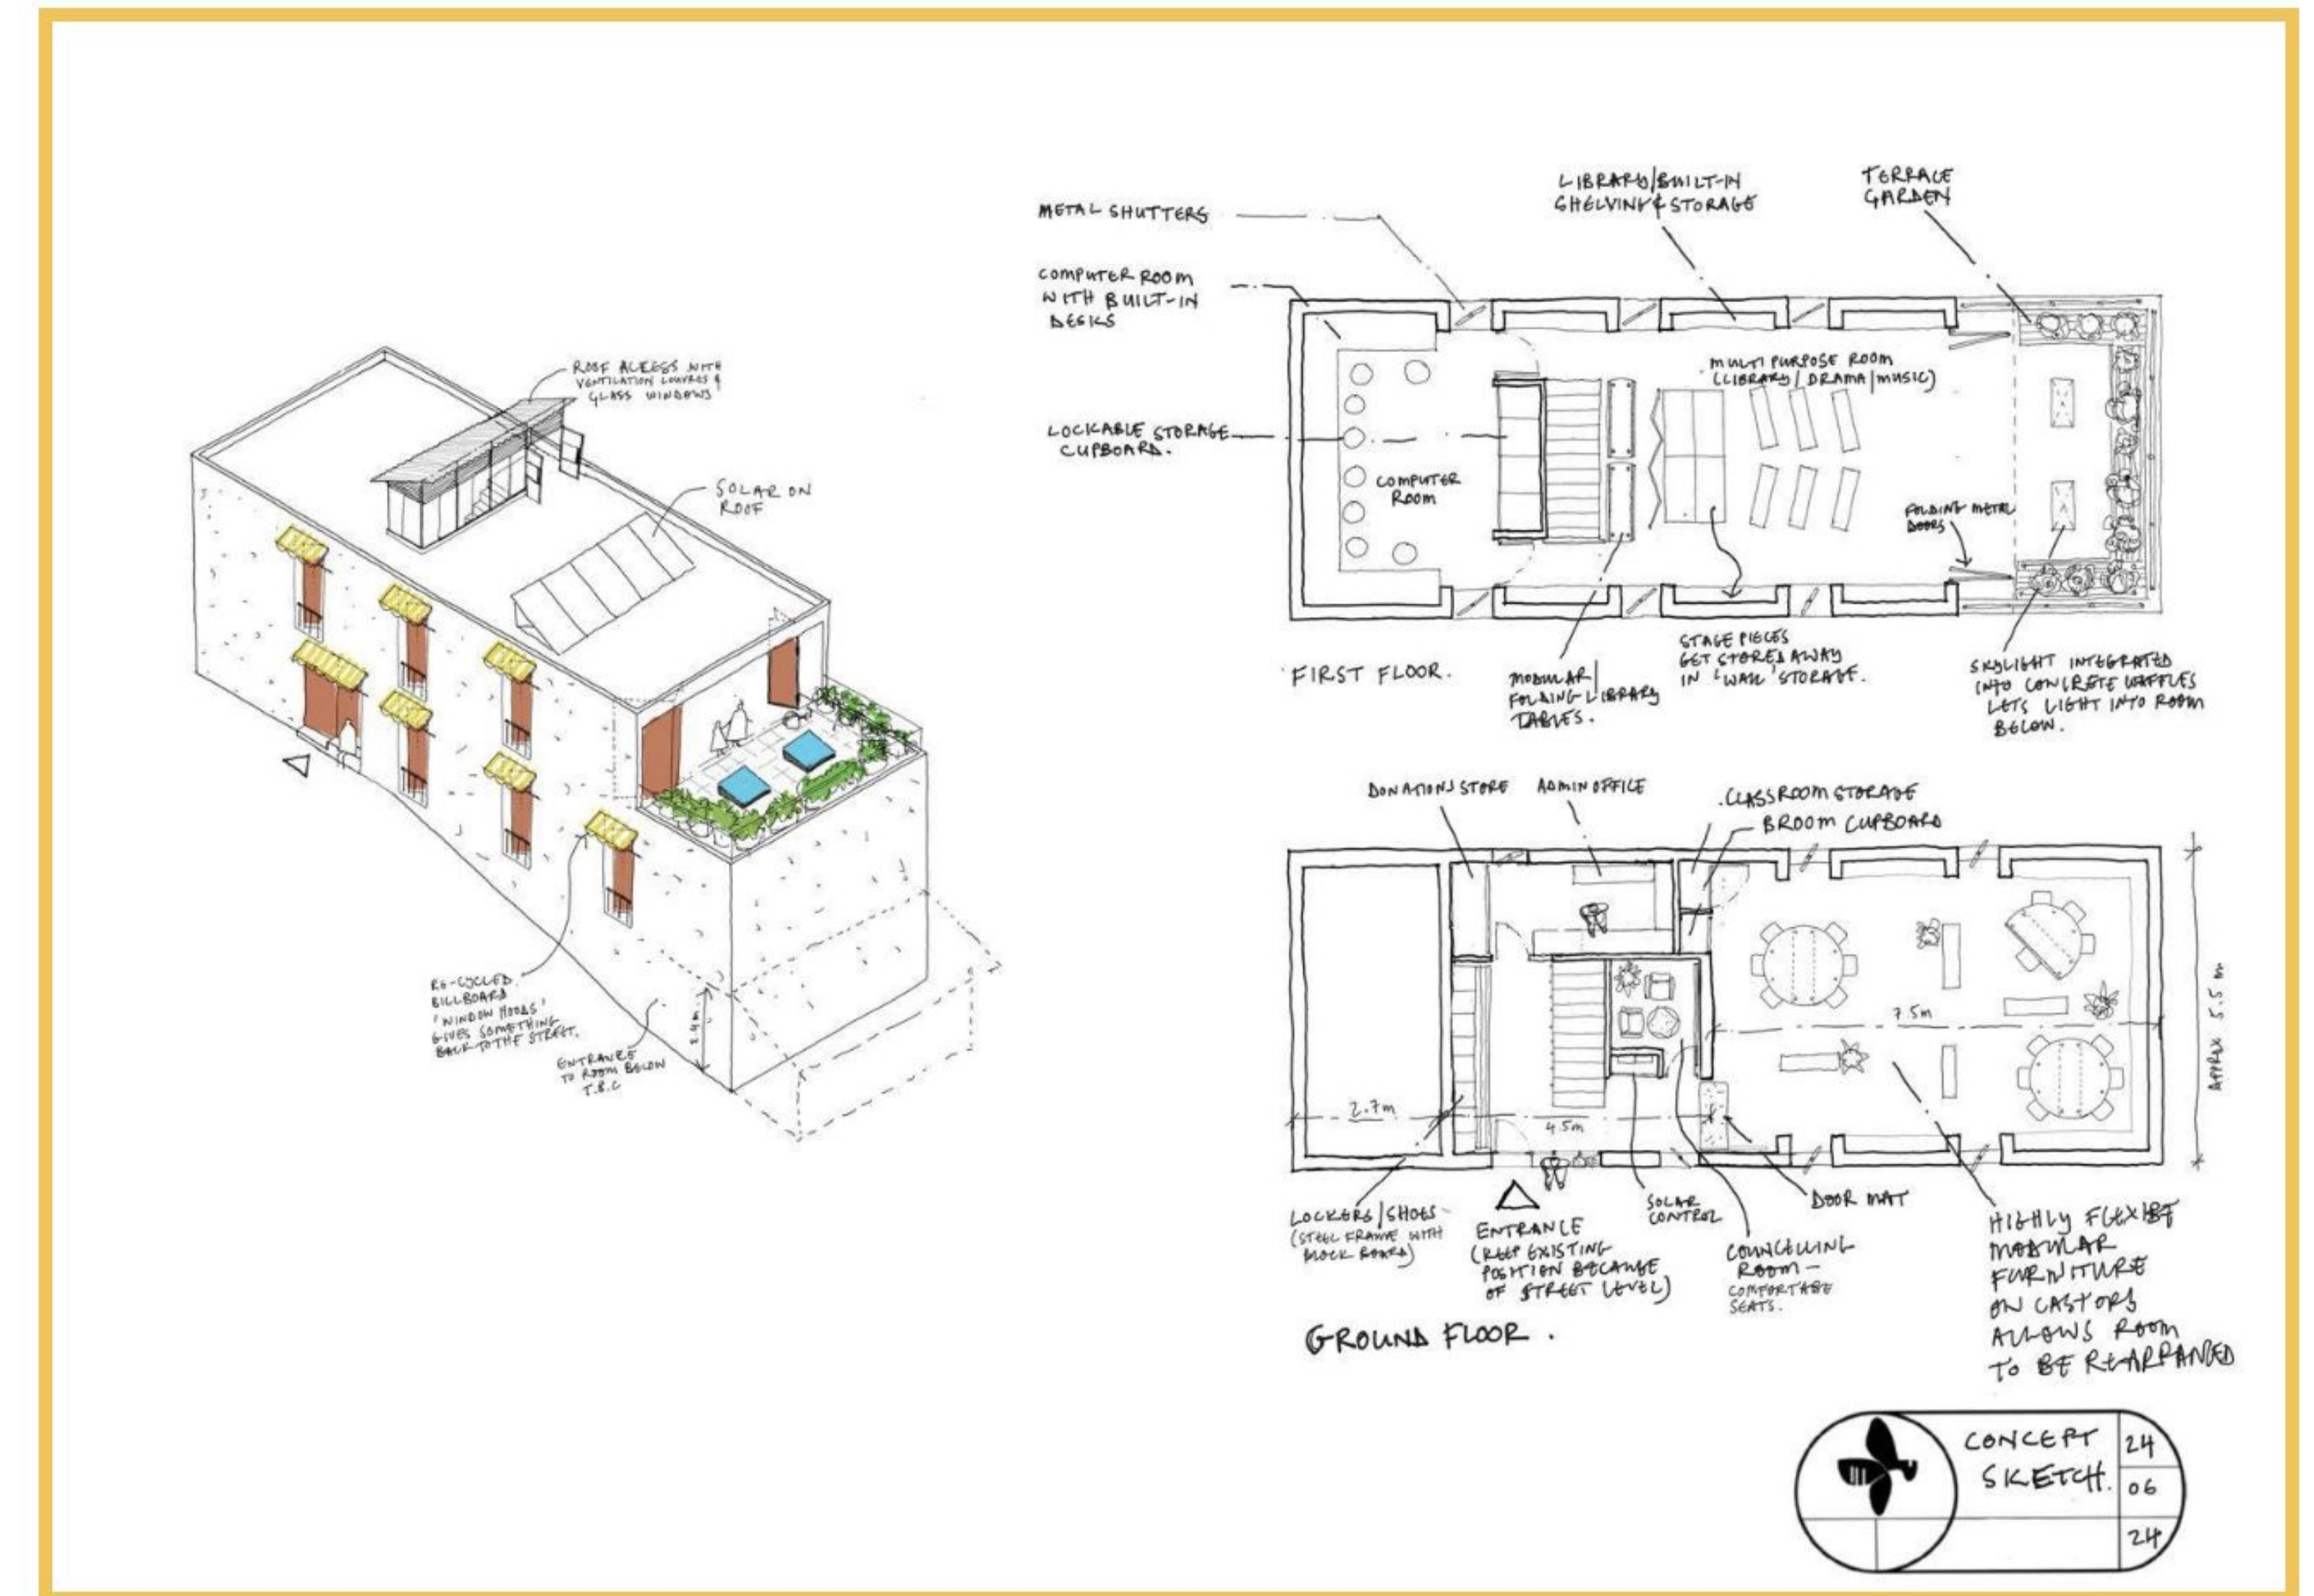 ROOF ACCESS WITH
VENTILATION LOUVRES &
GLASS WINDOWS
SOLAR ON
ROOF
RE-CYCLED
BILLBOARD
'WINDOW HOODS'
GIVES SOMETHING
BACK TO THE STREET.
ENTRANCE
TO ROOM BELOW
T.B.C
2.4m
METAL SHUTTERS
LIBRARY/BUILT-IN
SHELVING & STORAGE
TERRACE
GARDEN
COMPUTER ROOM
WITH BUILT-IN
DESKS
LOCKABLE STORAGE
CUPBOARD.
MULTI PURPOSE ROOM
(LIBRARY/DRAMA/MUSIC)
COMPUTER
ROOM
FOLDING METAL
DOORS
FIRST FLOOR.
MODULAR/
FOLDING LIBRARY
TABLES.
STAGE PIECES
GET STORED AWAY
IN 'WALL' STORAGE.
SKYLIGHT INTEGRATED
INTO CONCRETE WAFFLES
LETS LIGHT INTO ROOM
BELOW.
DONATIONS STORE
ADMIN OFFICE
CLASSROOM STORAGE
BROOM CUPBOARD
7.5m
APPROX 5.5 m
2.7m
4.5m
LOCKERS/SHOES
(STEEL FRAME WITH
BLOCK BOARD)
ENTRANCE
(KEEP EXISTING
POSITION BECAUSE
OF STREET LEVEL)
SOLAR
CONTROL
COUNCELLING
ROOM -
COMFORTABLE
SEATS.
DOOR MAT
HIGHLY FLEXIBLE
MODULAR
FURNITURE
ON CASTORS
ALLOWS ROOM
TO BE REARRANGED
GROUND FLOOR.
CONCEPT
SKETCH.
24
06
24